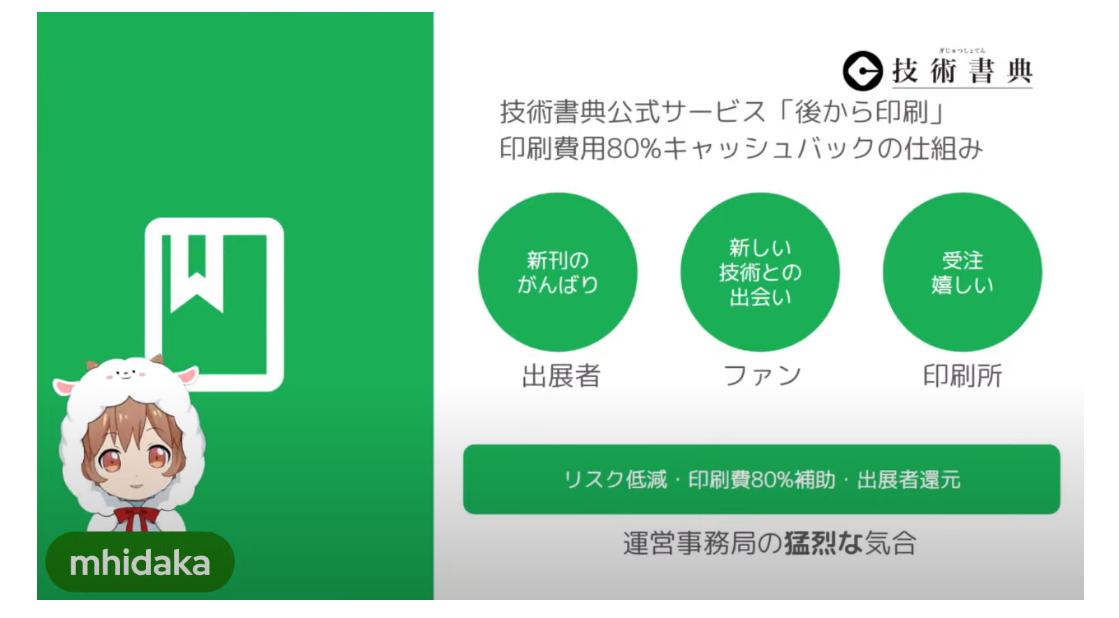 ぎじゅつしょてん
技術書典
技術書典公式サービス「後から印刷」
印刷費用80%キャッシュバックの仕組み
新刊の
がんばり
出展者
新しい
技術との
出会い
ファン
受注
嬉しい
印刷所
リスク低減・印刷費80%補助・出展者還元
運営事務局の猛烈な気合
mhidaka